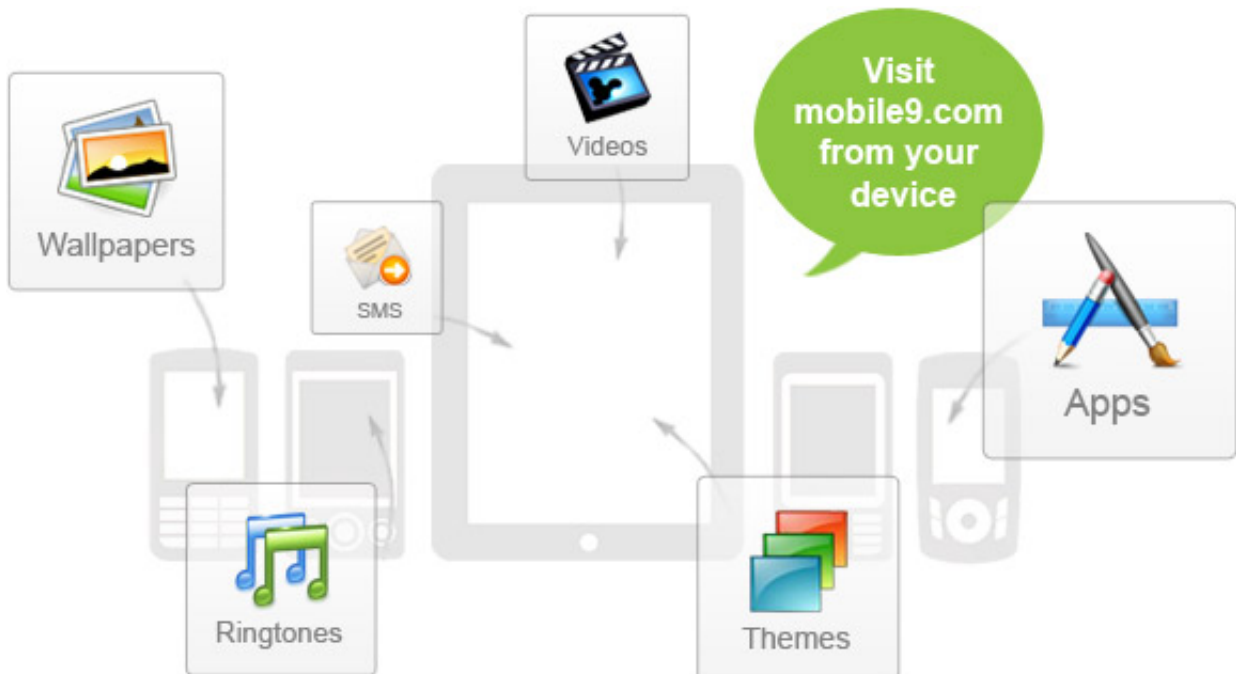 Visit
mobile9.com
from your
device
Videos
Wallpapers
SMS
Apps
Ringtones
Themes